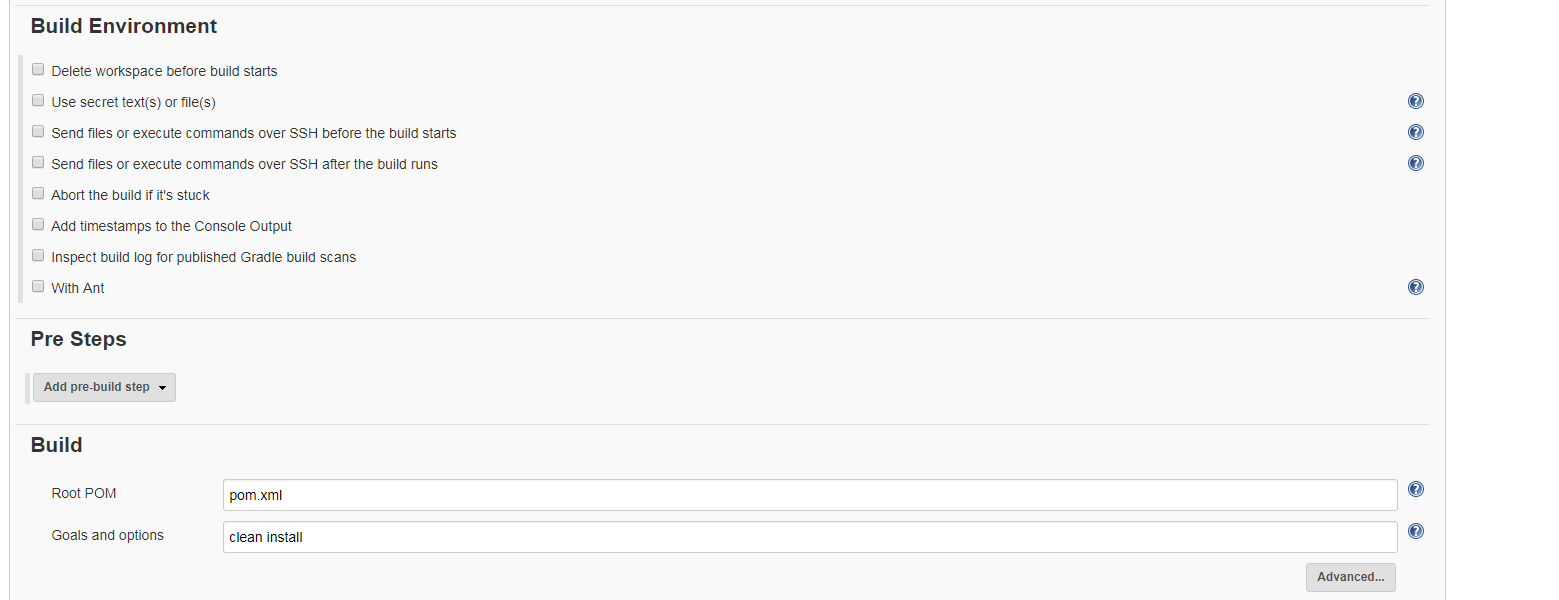 Build Environment
Delete workspace before build starts
Use secret text(s) or file(s)
Send files or execute commands over SSH before the build starts
Send files or execute commands over SSH after the build runs
Abort the build if it's stuck
Add timestamps to the Console Output
Inspect build log for published Gradle build scans
With Ant
Pre Steps
Add pre-build step
Build
Root POM pom.xml
Goals and options clean install
Advanced...